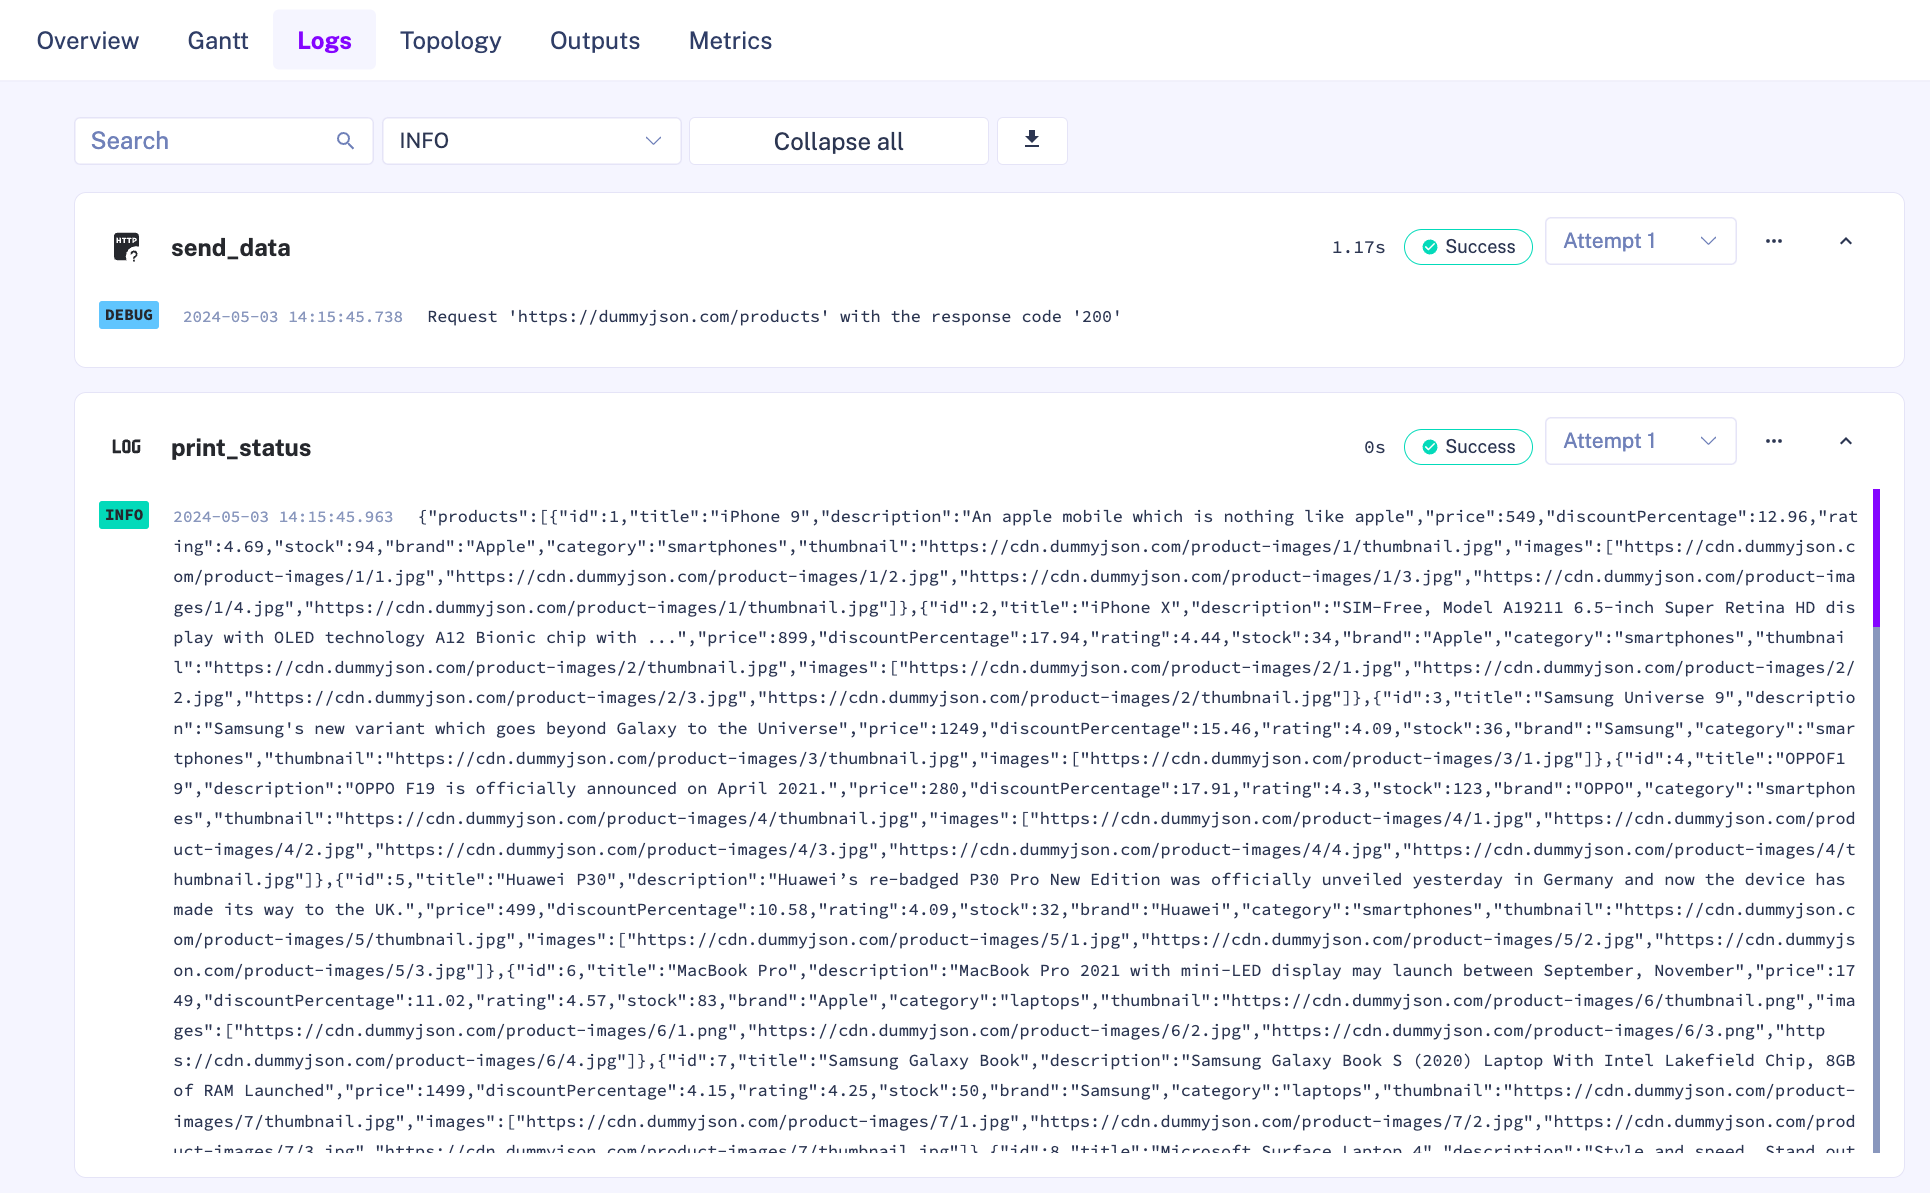 Overview Gantt Logs Topology Outputs Metrics
Search INFO Collapse all
HTTP ? send_data 1.17s Success Attempt 1
DEBUG 2024-05-03 14:15:45.738 Request 'https://dummyjson.com/products' with the response code '200'
LOG print_status 0s Success Attempt 1
INFO 2024-05-03 14:15:45.963 {"products":[{"id":1,"title":"iPhone 9","description":"An apple mobile which is nothing like apple","price":549,"discountPercentage":12.96,"rat
ing":4.69,"stock":94,"brand":"Apple","category":"smartphones","thumbnail":"https://cdn.dummyjson.com/product-images/1/thumbnail.jpg","images":["https://cdn.dummyjson.c
om/product-images/1/1.jpg","https://cdn.dummyjson.com/product-images/1/2.jpg","https://cdn.dummyjson.com/product-images/1/3.jpg","https://cdn.dummyjson.com/product-ima
ges/1/4.jpg","https://cdn.dummyjson.com/product-images/1/thumbnail.jpg"]},{"id":2,"title":"iPhone X","description":"SIM-Free, Model A19211 6.5-inch Super Retina HD dis
play with OLED technology A12 Bionic chip with ...","price":899,"discountPercentage":17.94,"rating":4.44,"stock":34,"brand":"Apple","category":"smartphones","thumbnai
l":"https://cdn.dummyjson.com/product-images/2/thumbnail.jpg","images":["https://cdn.dummyjson.com/product-images/2/1.jpg","https://cdn.dummyjson.com/product-images/2/
2.jpg","https://cdn.dummyjson.com/product-images/2/3.jpg","https://cdn.dummyjson.com/product-images/2/thumbnail.jpg"]},{"id":3,"title":"Samsung Universe 9","descriptio
n":"Samsung's new variant which goes beyond Galaxy to the Universe","price":1249,"discountPercentage":15.46,"rating":4.09,"stock":36,"brand":"Samsung","category":"smar
tphones","thumbnail":"https://cdn.dummyjson.com/product-images/3/thumbnail.jpg","images":["https://cdn.dummyjson.com/product-images/3/1.jpg"]},{"id":4,"title":"OPPOF1
9","description":"OPPO F19 is officially announced on April 2021.","price":280,"discountPercentage":17.91,"rating":4.3,"stock":123,"brand":"OPPO","category":"smartphon
es","thumbnail":"https://cdn.dummyjson.com/product-images/4/thumbnail.jpg","images":["https://cdn.dummyjson.com/product-images/4/1.jpg","https://cdn.dummyjson.com/prod
uct-images/4/2.jpg","https://cdn.dummyjson.com/product-images/4/3.jpg","https://cdn.dummyjson.com/product-images/4/4.jpg","https://cdn.dummyjson.com/product-images/4/t
humbnail.jpg"]},{"id":5,"title":"Huawei P30","description":"Huawei’s re-badged P30 Pro New Edition was officially unveiled yesterday in Germany and now the device has
made its way to the UK.","price":499,"discountPercentage":10.58,"rating":4.09,"stock":32,"brand":"Huawei","category":"smartphones","thumbnail":"https://cdn.dummyjson.c
om/product-images/5/thumbnail.jpg","images":["https://cdn.dummyjson.com/product-images/5/1.jpg","https://cdn.dummyjson.com/product-images/5/2.jpg","https://cdn.dummyjs
on.com/product-images/5/3.jpg"]},{"id":6,"title":"MacBook Pro","description":"MacBook Pro 2021 with mini-LED display may launch between September, November","price":17
49,"discountPercentage":11.02,"rating":4.57,"stock":83,"brand":"Apple","category":"laptops","thumbnail":"https://cdn.dummyjson.com/product-images/6/thumbnail.png","ima
ges":["https://cdn.dummyjson.com/product-images/6/1.png","https://cdn.dummyjson.com/product-images/6/2.jpg","https://cdn.dummyjson.com/product-images/6/3.png","http
s://cdn.dummyjson.com/product-images/6/4.jpg"]},{"id":7,"title":"Samsung Galaxy Book","description":"Samsung Galaxy Book S (2020) Laptop With Intel Lakefield Chip, 8GB
of RAM Launched","price":1499,"discountPercentage":4.15,"rating":4.25,"stock":50,"brand":"Samsung","category":"laptops","thumbnail":"https://cdn.dummyjson.com/product-
images/7/thumbnail.jpg","images":["https://cdn.dummyjson.com/product-images/7/1.jpg","https://cdn.dummyjson.com/product-images/7/2.jpg","https://cdn.dummyjson.com/prod
uct-images/7/3.jpg","https://cdn.dummyjson.com/product-images/7/thumbnail.jpg"]},{"id":8,"title":"Microsoft Surface Laptop 4","description":"Style and speed. Stand out